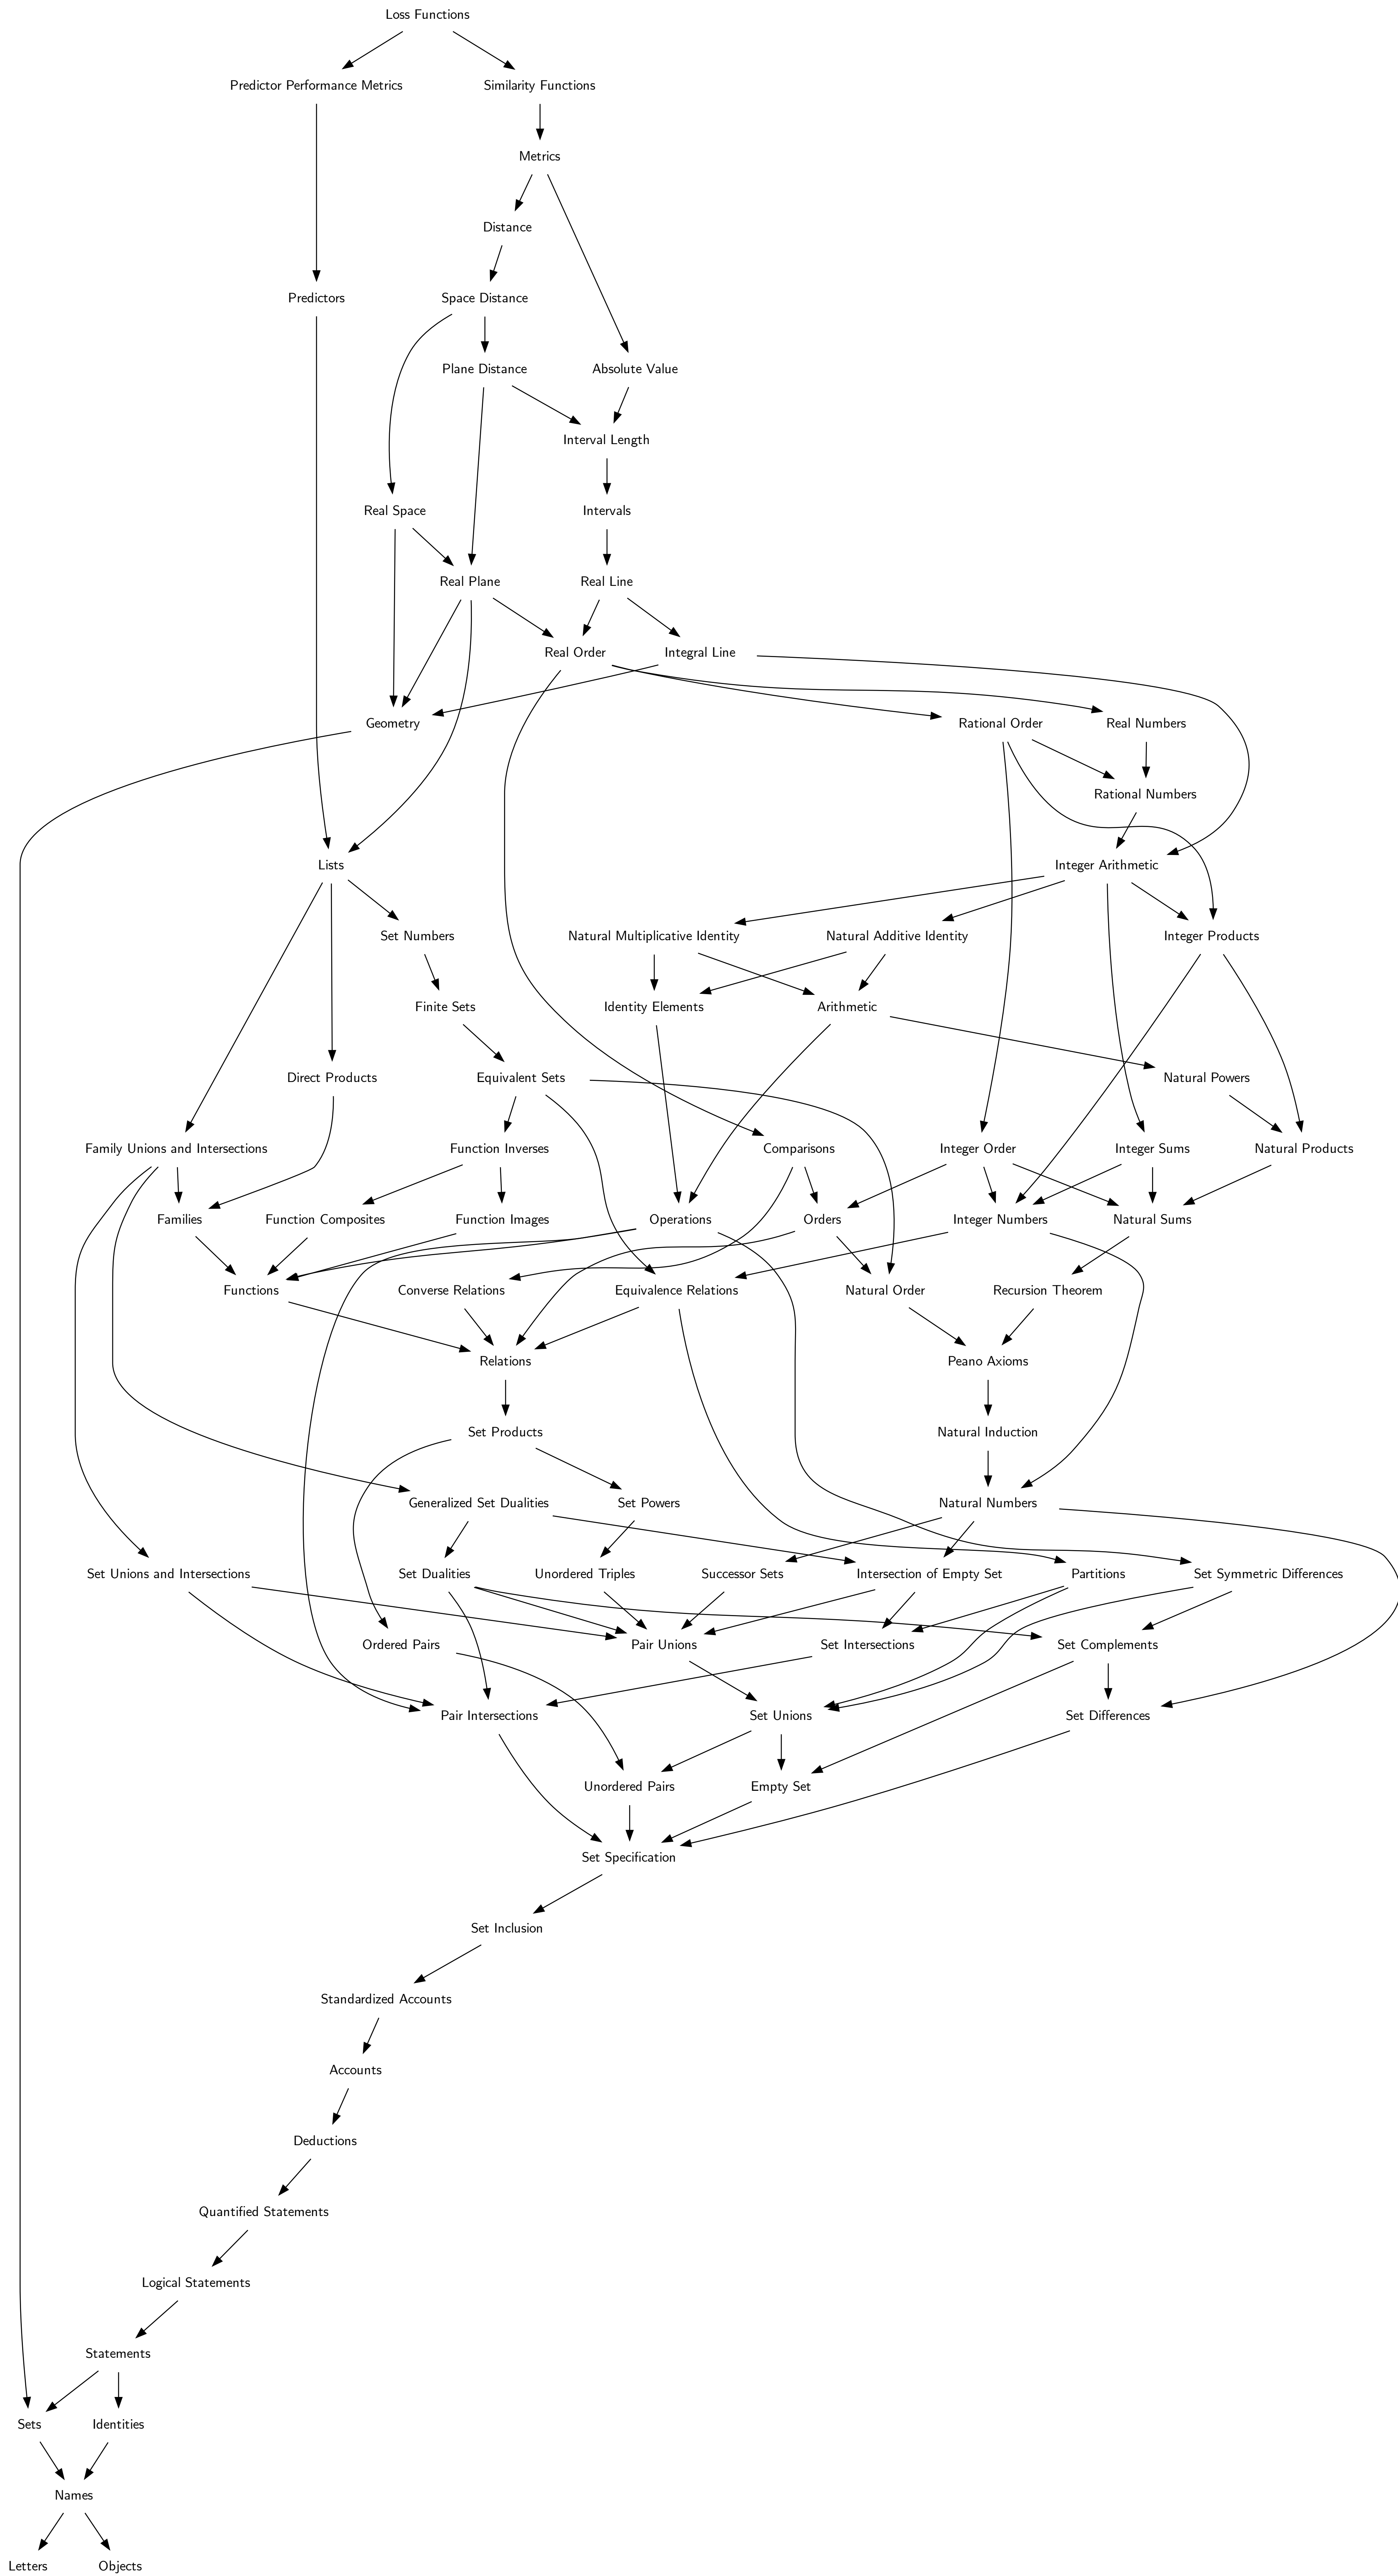 Loss Functions
Predictor Performance Metrics
Similarity Functions
Metrics
Distance
Predictors
Space Distance
Plane Distance
Absolute Value
Interval Length
Real Space
Intervals
Real Plane
Real Line
Real Order
Integral Line
Geometry
Rational Order
Real Numbers
Rational Numbers
Lists
Integer Arithmetic
Set Numbers
Natural Multiplicative Identity
Natural Additive Identity
Integer Products
Finite Sets
Identity Elements
Arithmetic
Direct Products
Equivalent Sets
Natural Powers
Family Unions and Intersections
Function Inverses
Comparisons
Integer Order
Integer Sums
Natural Products
Families
Function Composites
Function Images
Operations
Orders
Integer Numbers
Natural Sums
Functions
Converse Relations
Equivalence Relations
Natural Order
Recursion Theorem
Relations
Peano Axioms
Set Products
Natural Induction
Generalized Set Dualities
Set Powers
Natural Numbers
Set Unions and Intersections
Set Dualities
Unordered Triples
Successor Sets
Intersection of Empty Set
Partitions
Set Symmetric Differences
Ordered Pairs
Pair Unions
Set Intersections
Set Complements
Pair Intersections
Set Unions
Set Differences
Unordered Pairs
Empty Set
Set Specification
Set Inclusion
Standardized Accounts
Accounts
Deductions
Quantified Statements
Logical Statements
Statements
Sets
Identities
Names
Letters
Objects